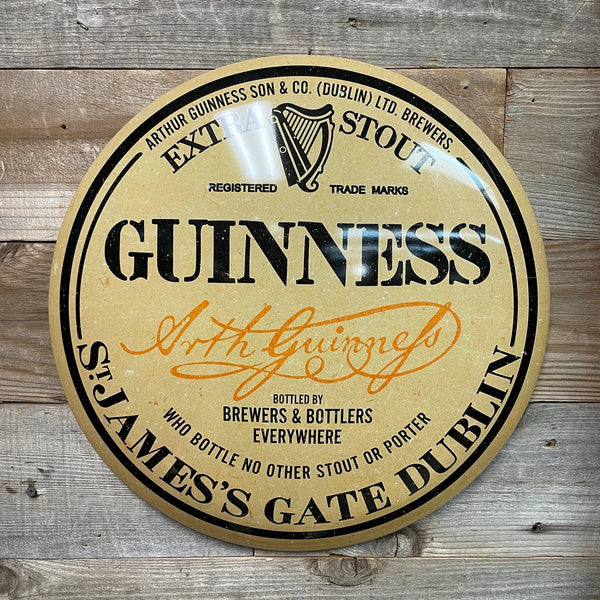 ARTHUR GUINNESS SON & CO. (DUBLIN) LTD. BREWERS.
EXTRA STOUT
REGISTERED TRADE MARKS
GUINNESS
Arth Guinness
BOTTLED BY
BREWERS & BOTTLERS
EVERYWHERE
WHO BOTTLE NO OTHER STOUT OR PORTER
ST. JAMES'S GATE DUBLIN